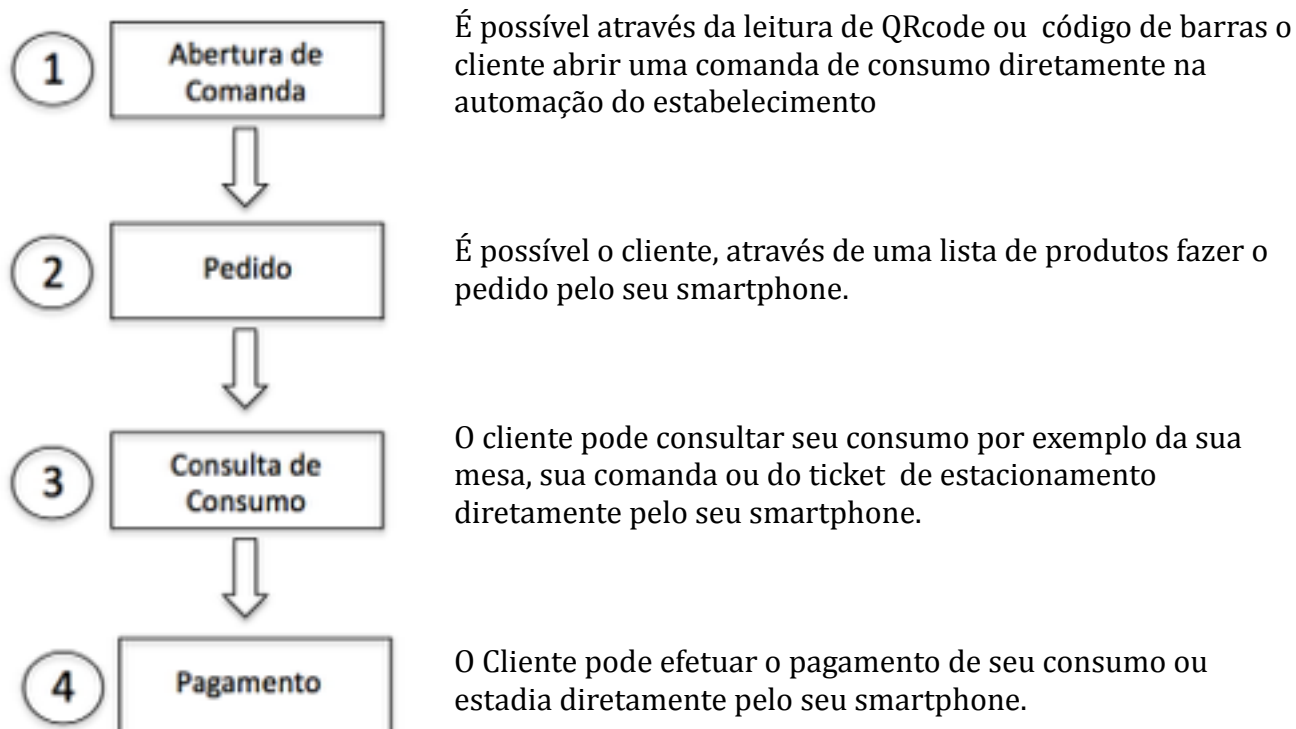 1
Abertura de
Comanda
É possível através da leitura de QRcode ou  código de barras o
cliente abrir uma comanda de consumo diretamente na
automação do estabelecimento
2
Pedido
É possível o cliente, através de uma lista de produtos fazer o
pedido pelo seu smartphone.
3
Consulta de
Consumo
O cliente pode consultar seu consumo por exemplo da sua
mesa, sua comanda ou do ticket  de estacionamento
diretamente pelo seu smartphone.
4
Pagamento
O Cliente pode efetuar o pagamento de seu consumo ou
estadia diretamente pelo seu smartphone.